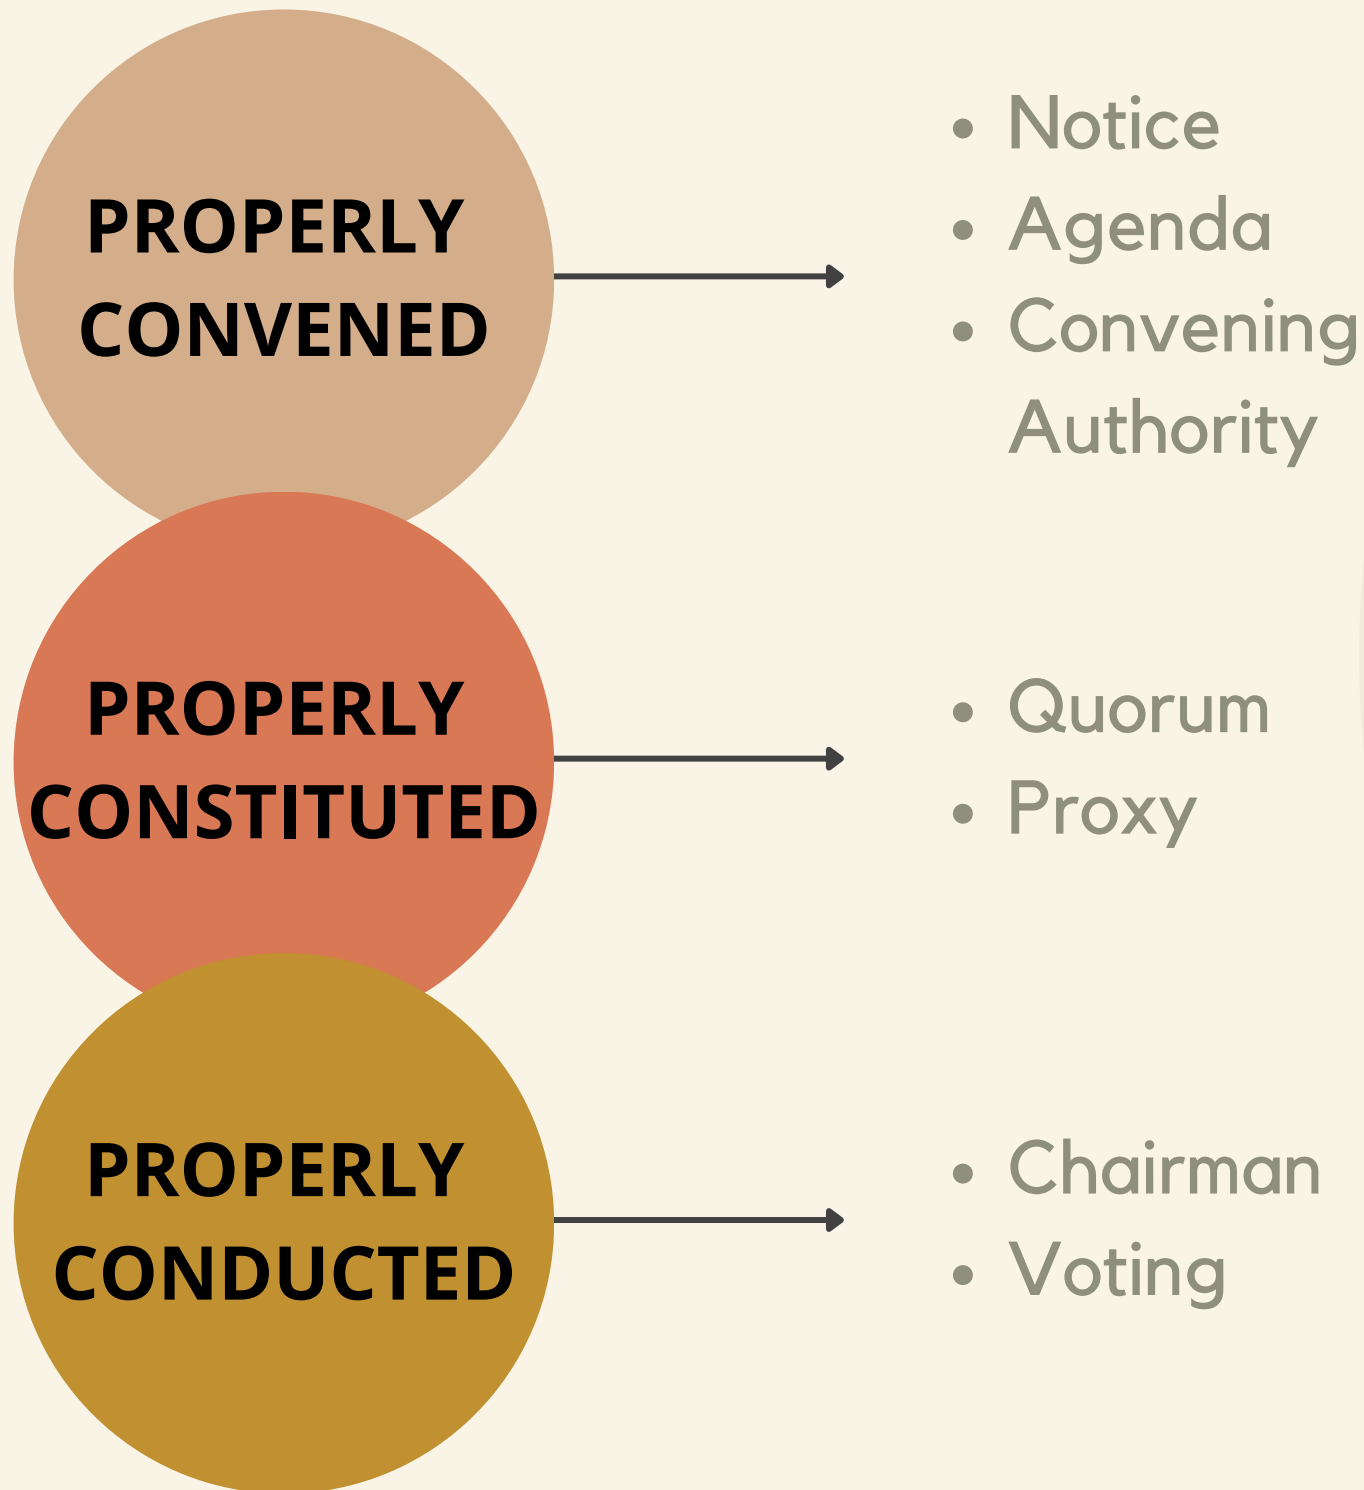 PROPERLY
CONVENED
• Notice
• Agenda
• Convening
Authority
PROPERLY
CONSTITUTED
• Quorum
• Proxy
PROPERLY
CONDUCTED
• Chairman
• Voting